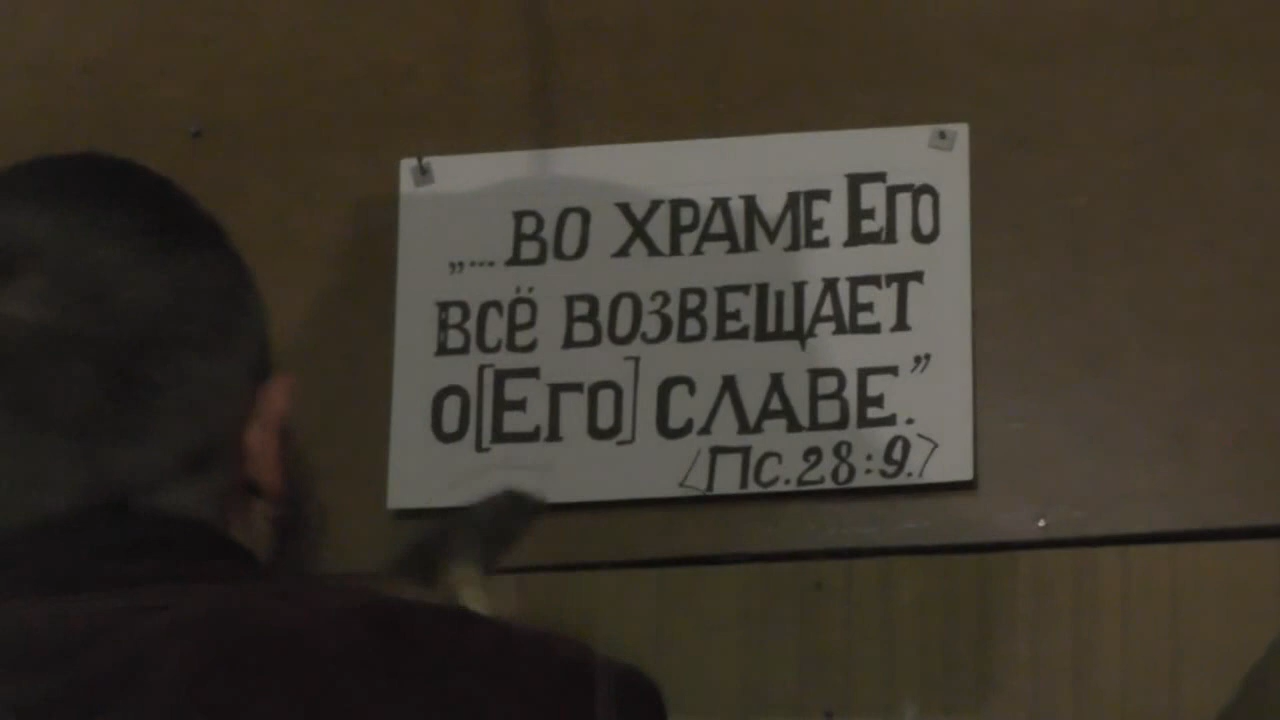 „... ВО ХРАМЕ ЕГО
ВСЁ ВОЗВЕЩАЕТ
О [ЕГО] СЛАВЕ.”
<ПС. 28:9.>